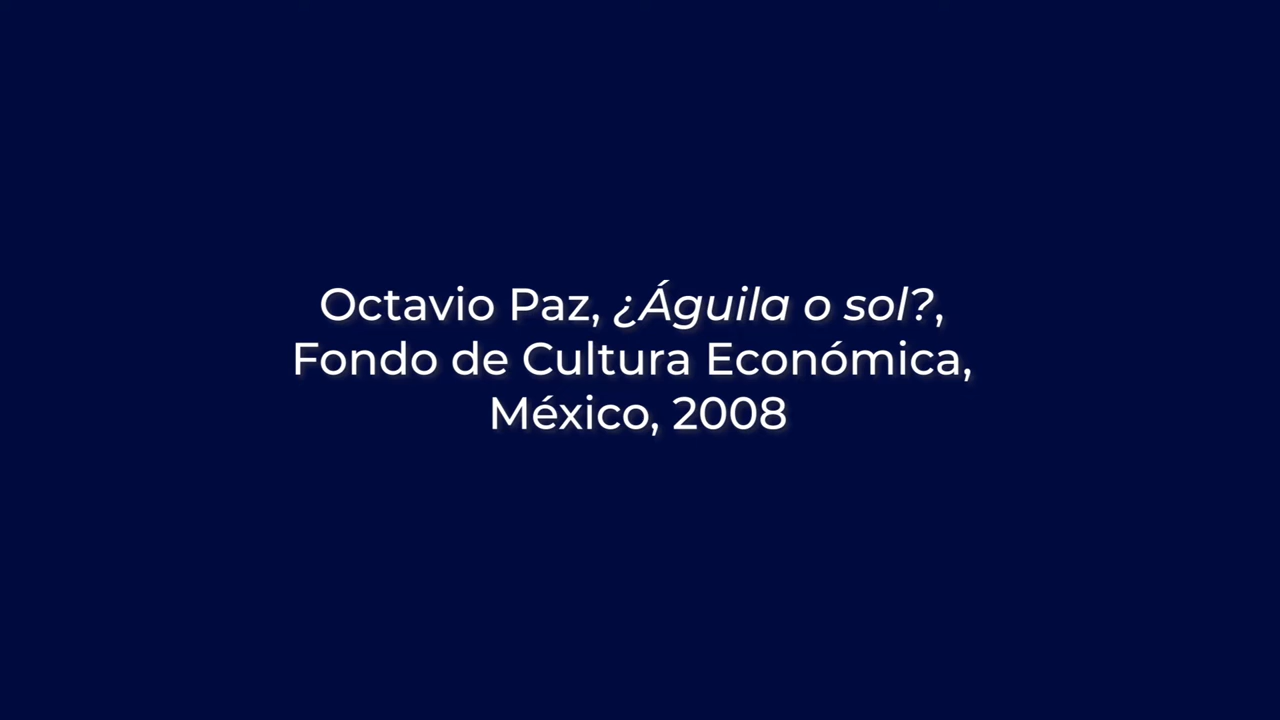 Octavio Paz, ¿Águila o sol?,
Fondo de Cultura Económica,
México, 2008